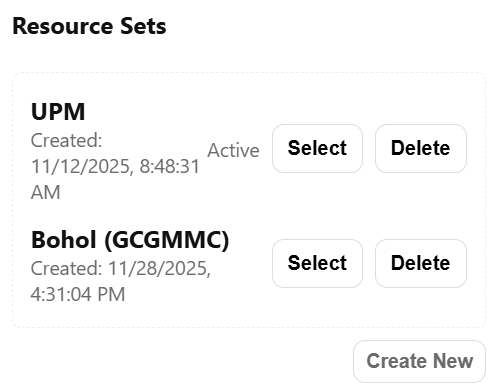 Resource Sets
UPM
Created:
11/12/2025, 8:48:31
AM
Active
Select
Delete
Bohol (GCGMMC)
Created: 11/28/2025,
4:31:04 PM
Select
Delete
Create New